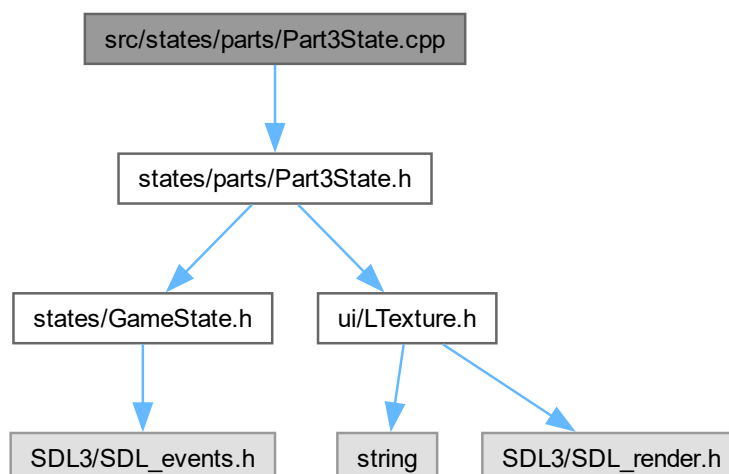 src/states/parts/Part3State.cpp
states/parts/Part3State.h
states/GameState.h
ui/LTexture.h
SDL3/SDL_events.h
string
SDL3/SDL_render.h